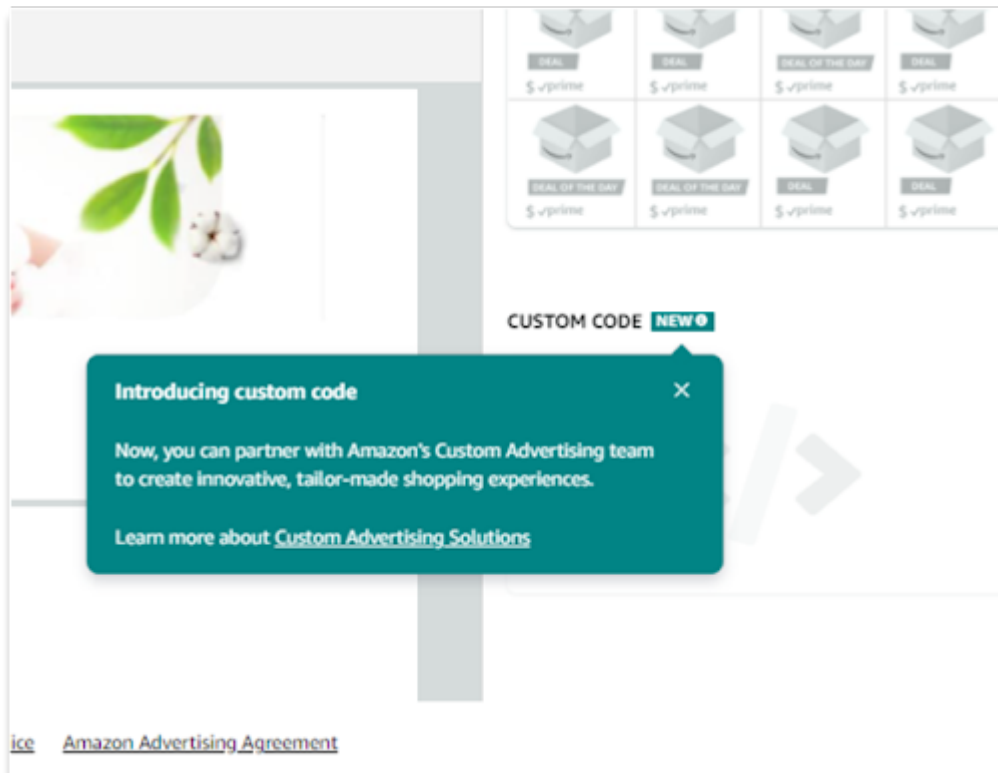 DEAL DEAL DEAL OF THE DAY DEAL
$ prime $ prime $ prime $ prime
DEAL OF THE DAY DEAL OF THE DAY DEAL DEAL
$ prime $ prime $ prime $ prime
CUSTOM CODE NEW
Introducing custom code
Now, you can partner with Amazon's Custom Advertising team
to create innovative, tailor-made shopping experiences.
Learn more about Custom Advertising Solutions
ice Amazon Advertising Agreement